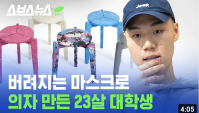 스브스뉴스
버려지는 마스크로
의자 만든 23살 대학생
4:05